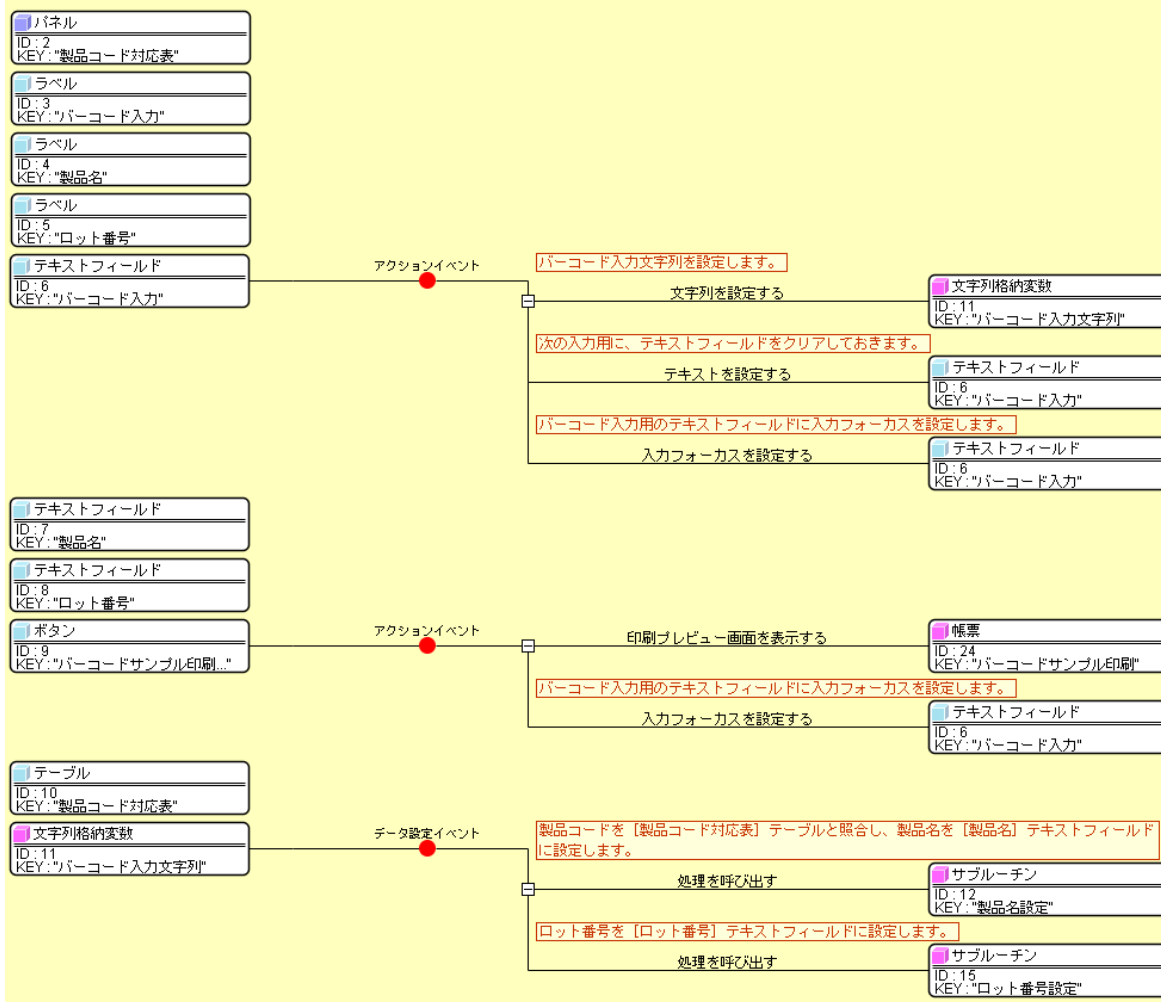 パネル
ID : 2
KEY : "製品コード対応表"
ラベル
ID : 3
KEY : "バーコード入力"
ラベル
ID : 4
KEY : "製品名"
ラベル
ID : 5
KEY : "ロット番号"
テキストフィールド
ID : 6
KEY : "バーコード入力"
アクションイベント
バーコード入力文字列を設定します。
文字列を設定する
文字列格納変数
ID : 11
KEY : "バーコード入力文字列"
次の入力用に、テキストフィールドをクリアしておきます。
テキストを設定する
テキストフィールド
ID : 6
KEY : "バーコード入力"
バーコード入力用のテキストフィールドに入力フォーカスを設定します。
入力フォーカスを設定する
テキストフィールド
ID : 6
KEY : "バーコード入力"
テキストフィールド
ID : 7
KEY : "製品名"
テキストフィールド
ID : 8
KEY : "ロット番号"
ボタン
ID : 9
KEY : "バーコードサンプル印刷..."
アクションイベント
印刷プレビュー画面を表示する
帳票
ID : 24
KEY : "バーコードサンプル印刷"
バーコード入力用のテキストフィールドに入力フォーカスを設定します。
入力フォーカスを設定する
テキストフィールド
ID : 6
KEY : "バーコード入力"
テーブル
ID : 10
KEY : "製品コード対応表"
文字列格納変数
ID : 11
KEY : "バーコード入力文字列"
データ設定イベント
製品コードを［製品コード対応表］テーブルと照合し、製品名を［製品名］テキストフィールド
に設定します。
処理を呼び出す
サブルーチン
ID : 12
KEY : "製品名設定"
ロット番号を［ロット番号］テキストフィールドに設定します。
処理を呼び出す
サブルーチン
ID : 15
KEY : "ロット番号設定"